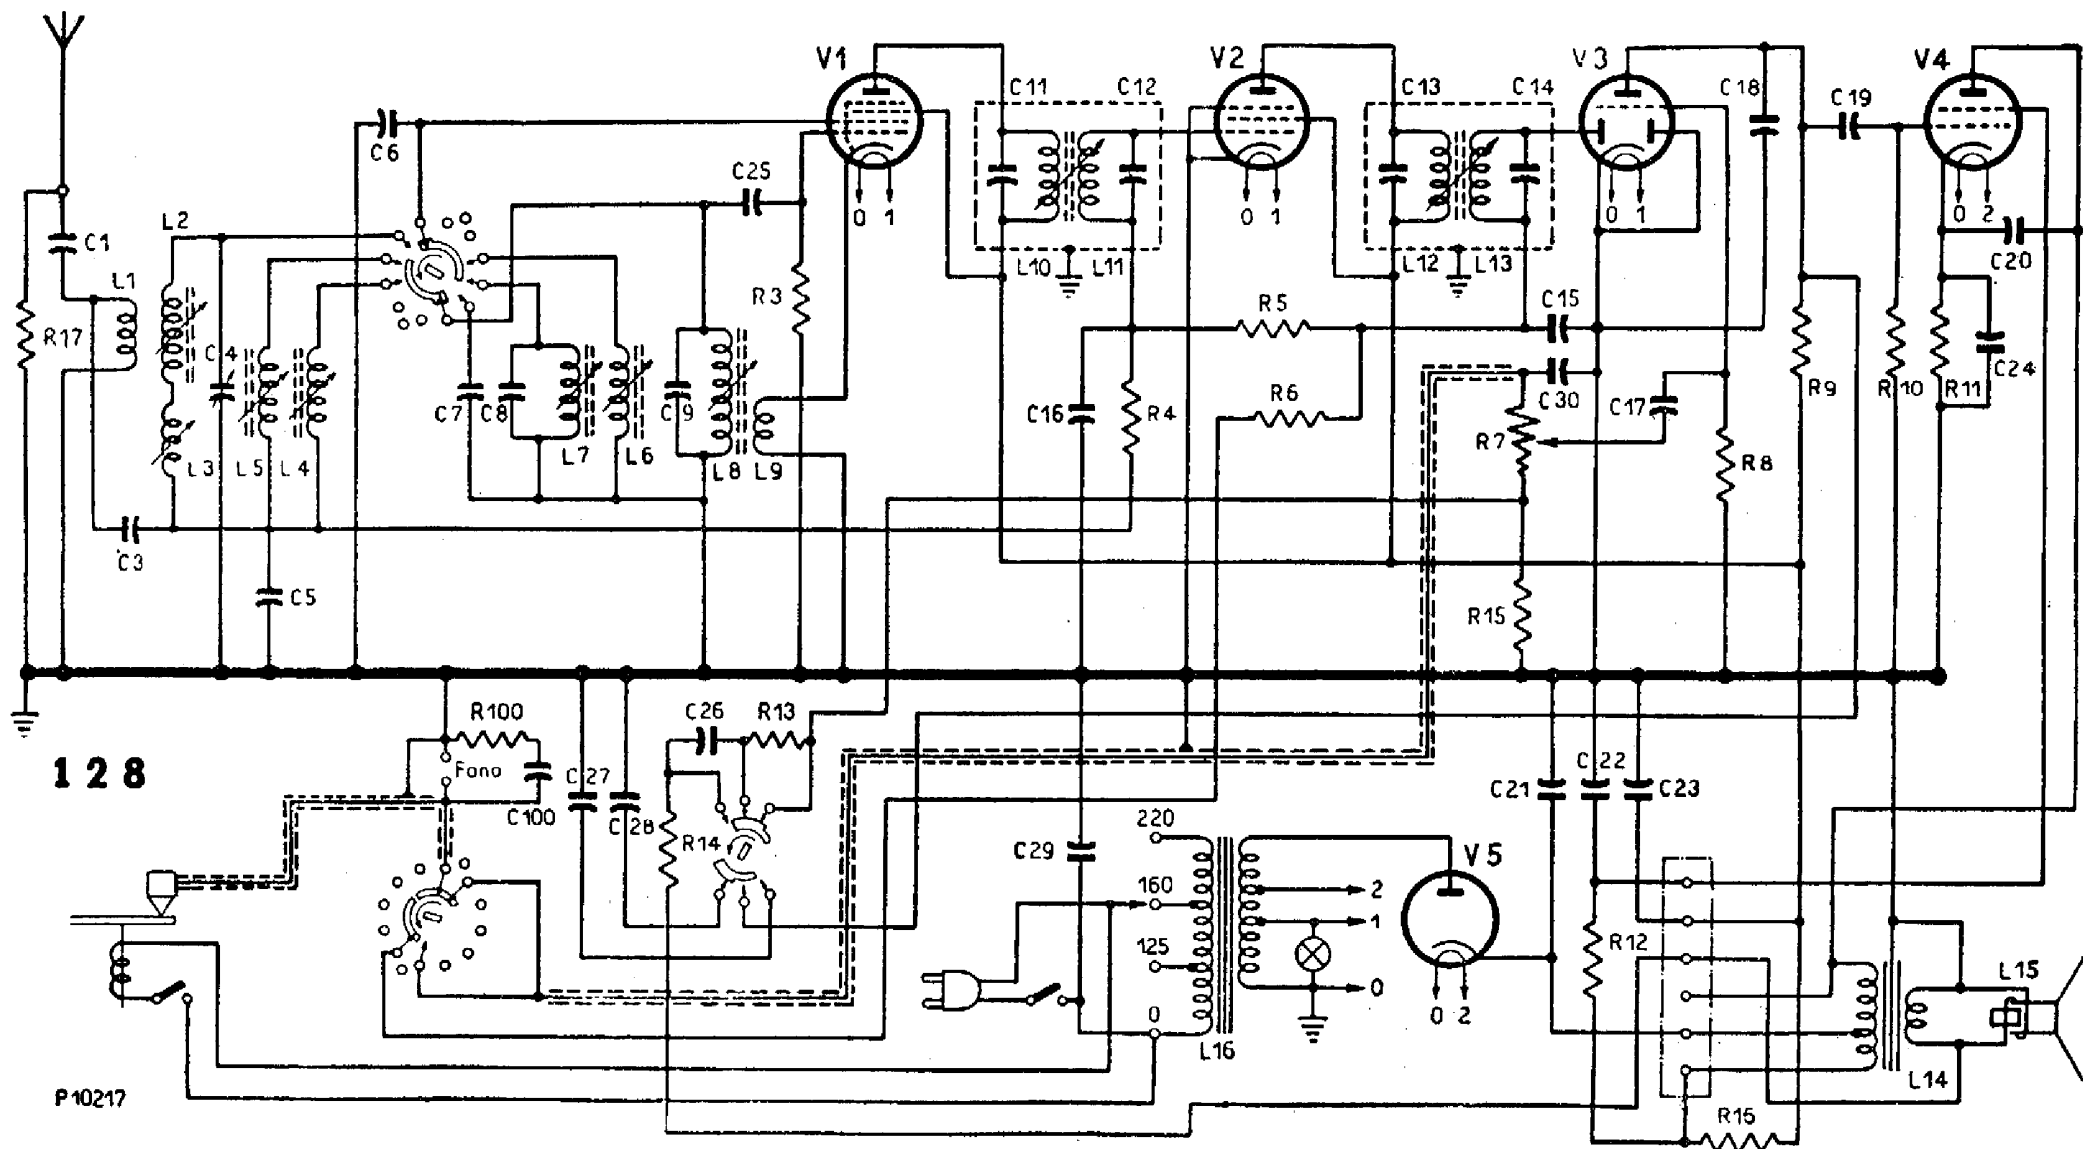 V1
V2
V3
V4
C11
C12
C13
C14
C18
C19
C6
C25
0 1
0 1
0 1
0 2
L2
C1
L1
R17
C4
L3
L5
L4
C3
C5
C7
C8
L7
L6
C9
L8
L9
R3
L10
L11
L12
L13
C20
R5
C15
R6
C30
C16
R4
R7
C17
R8
R9
R10
R11
C24
R15
128
R100
Fono
C100
C27
C28
C26
R13
R14
C29
220
160
125
0
L16
2
1
0
V5
0 2
C21
C22
C23
R12
L15
L14
R15
P10217